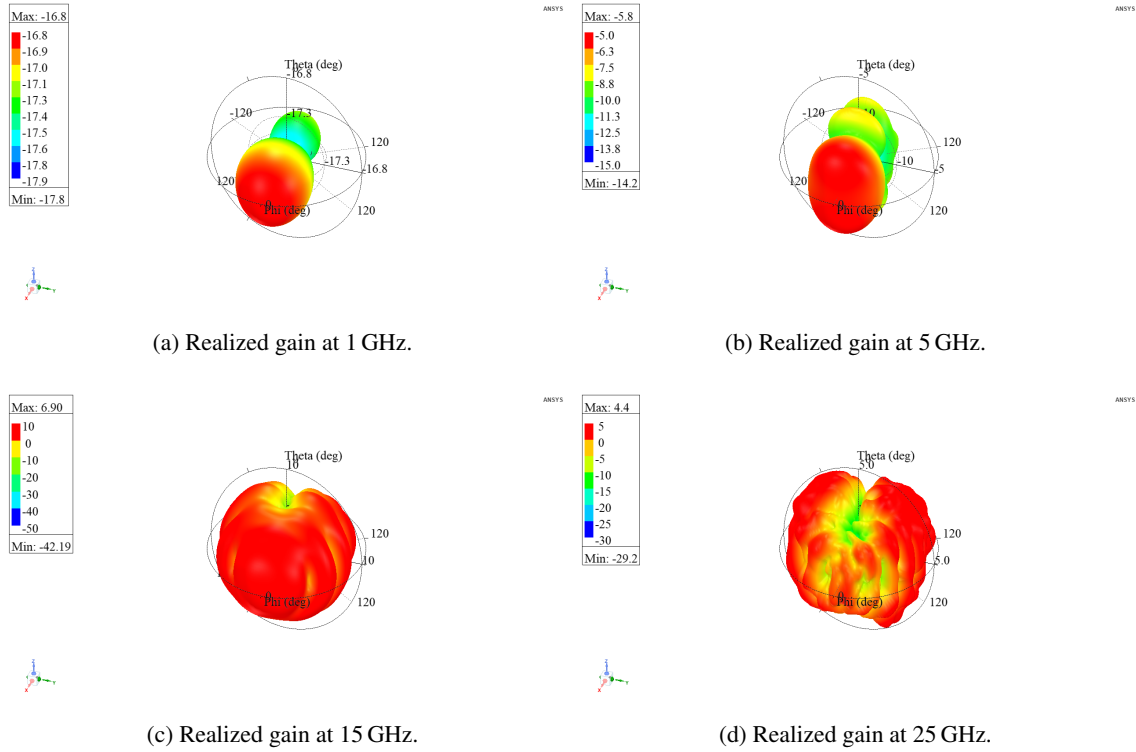 Max: -16.8
-16.8
-16.9
-17.0
-17.1
-17.3
-17.4
-17.5
-17.6
-17.8
-17.9
Min: -17.8
ANSYS
Theta (deg)
-16.8
-120
-17.3
120
-17.3
-16.8
120
0
Phi (deg)
120
Z
X
Y
(a) Realized gain at 1 GHz.
Max: -5.8
-5.0
-6.3
-7.5
-8.8
-10.0
-11.3
-12.5
-13.8
-15.0
Min: -14.2
ANSYS
Theta (deg)
-5
-120
-10
120
-10
-5
120
0
Phi (deg)
120
Z
X
Y
(b) Realized gain at 5 GHz.
Max: 6.90
10
0
-10
-20
-30
-40
-50
Min: -42.19
ANSYS
Theta (deg)
10
120
10
0
Phi (deg)
120
Z
X
Y
(c) Realized gain at 15 GHz.
Max: 4.4
5
0
-5
-10
-15
-20
-25
-30
Min: -29.2
ANSYS
Theta (deg)
5.0
120
5.0
0
Phi (deg)
120
Z
X
Y
(d) Realized gain at 25 GHz.